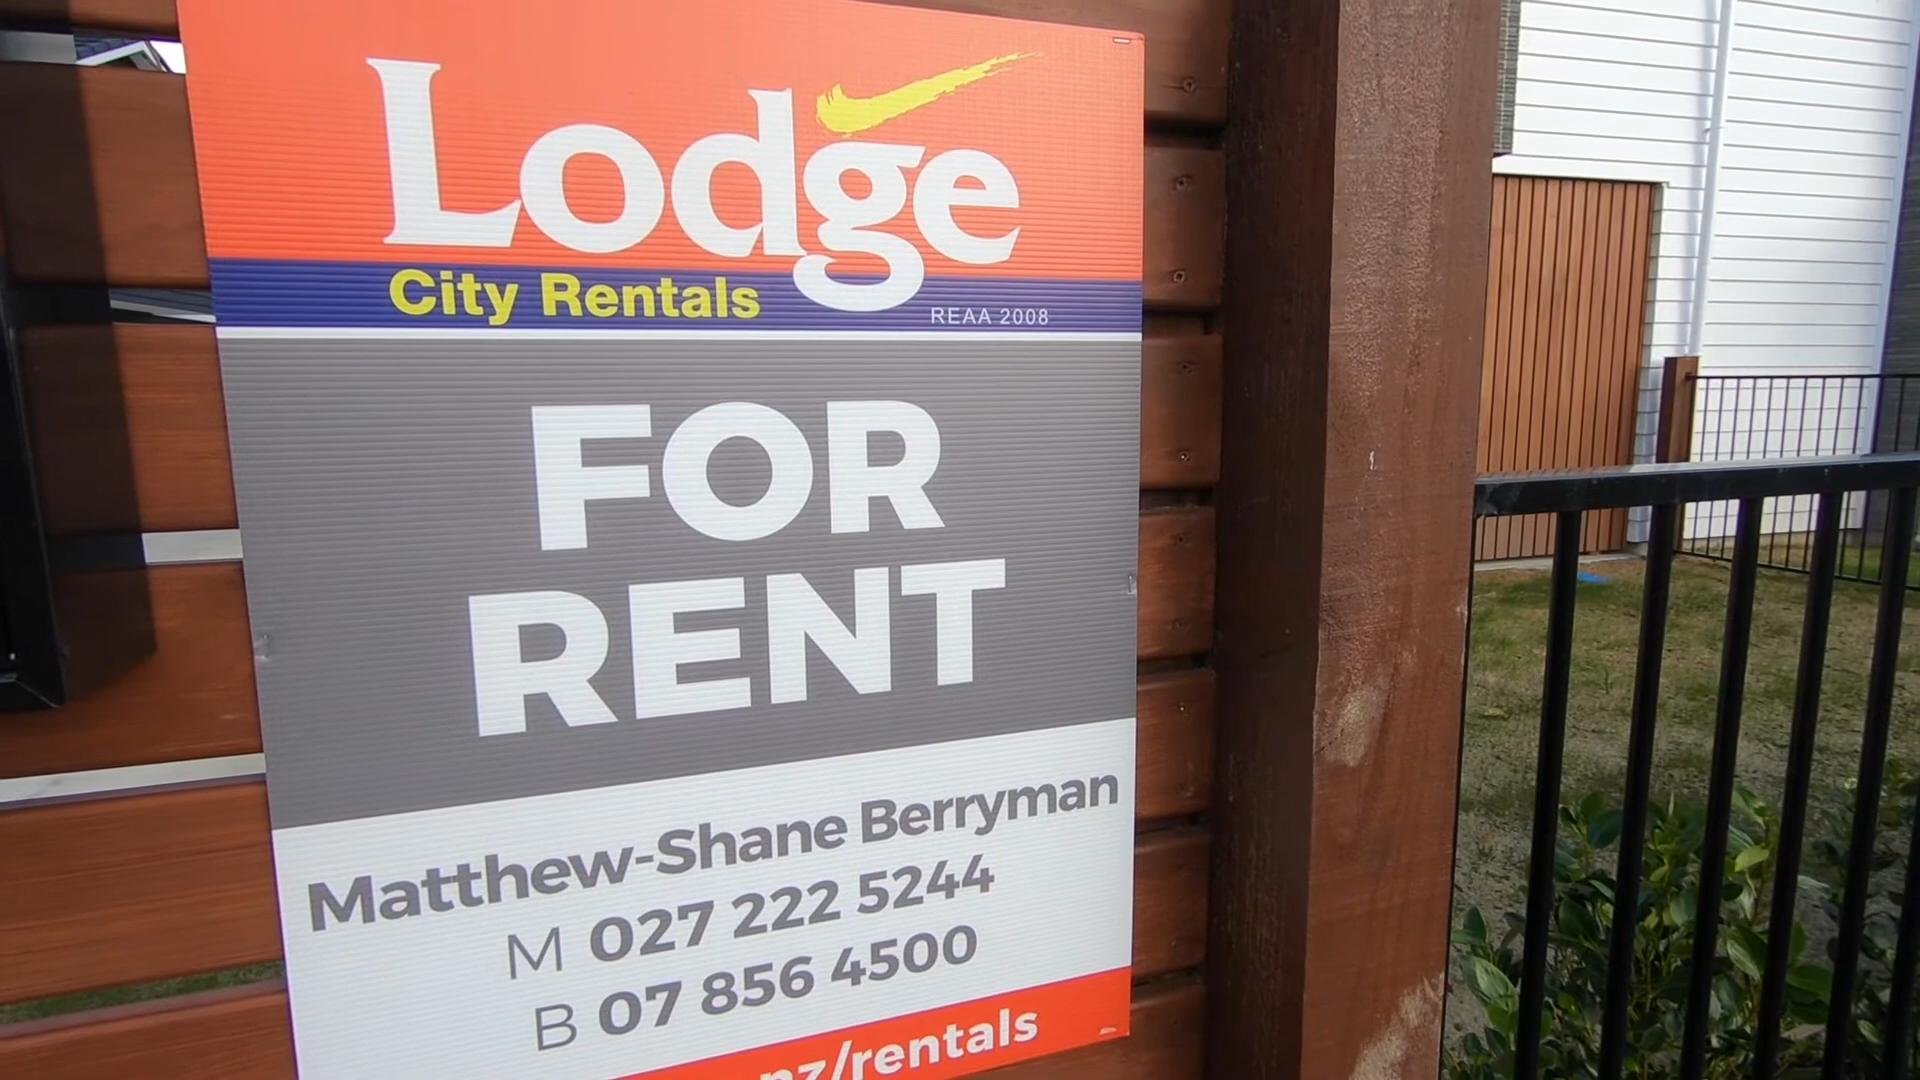 Lodge
City Rentals
REAA 2008
FOR
RENT
Matthew-Shane Berryman
M 027 222 5244
B 07 856 4500
nz/rentals